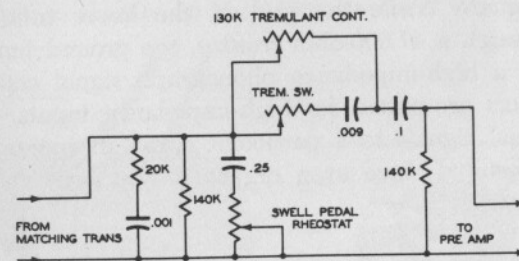 130K TREMULANT CONT.
TREM. SW.
.009
.1
20K
.25
140K
140K
.001
SWELL PEDAL
RHEOSTAT
FROM
MATCHING TRANS
TO
PRE AMP